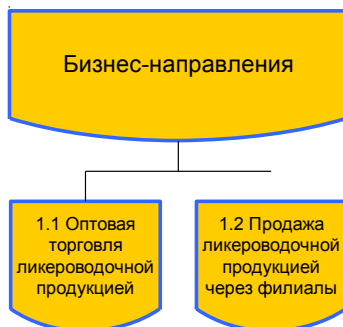 Бизнес-направления
1.1 Оптовая
торговля
ликероводочной
продукцией
1.2 Продажа
ликероводочной
продукцией
через филиалы